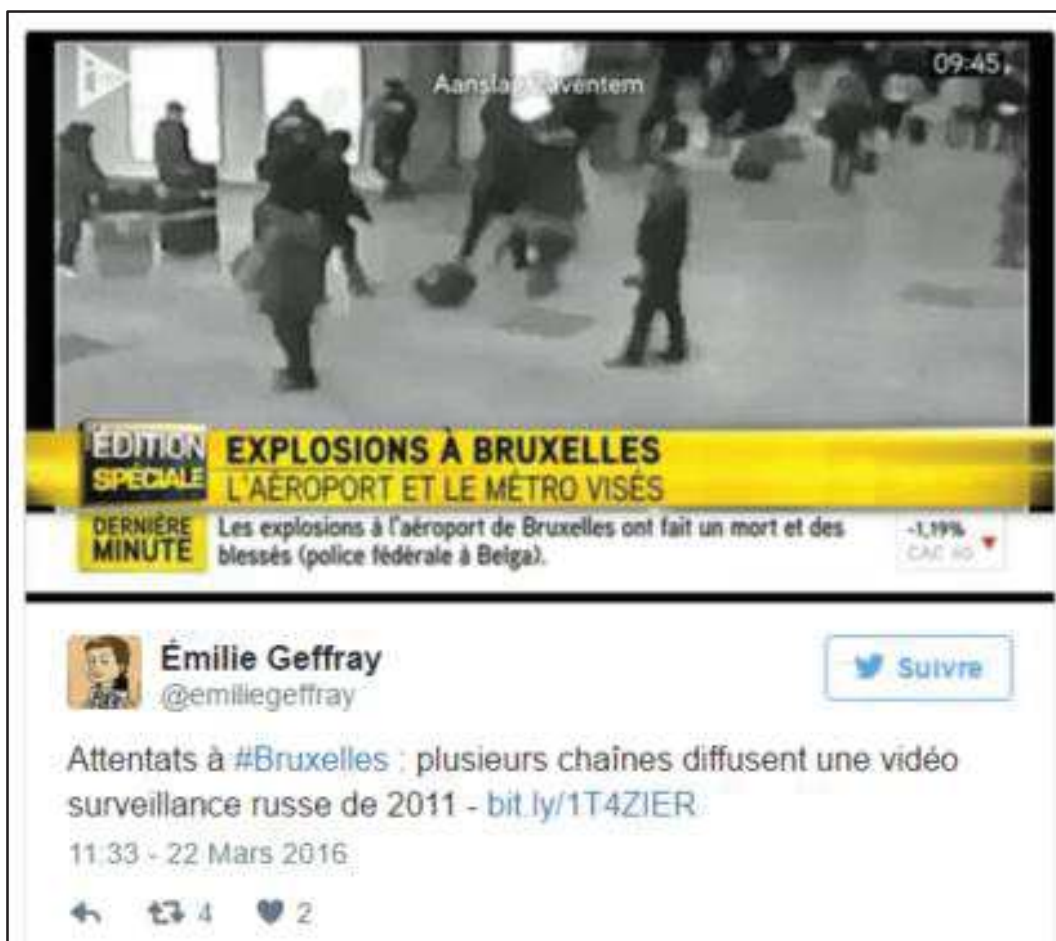 09:45
Aanslag Zaventem
ÉDITION
SPÉCIALE
EXPLOSIONS À BRUXELLES
L'AÉROPORT ET LE MÉTRO VISÉS
DERNIÈRE
MINUTE
Les explosions à l'aéroport de Bruxelles ont fait un mort et des
blessés (police fédérale à Belga).
-1,19%
CAC 40
Émilie Geffray
@emiliegeffray
Suivre
Attentats à #Bruxelles : plusieurs chaînes diffusent une vidéo
surveillance russe de 2011 - bit.ly/1T4ZIER
11:33 - 22 Mars 2016
4
2